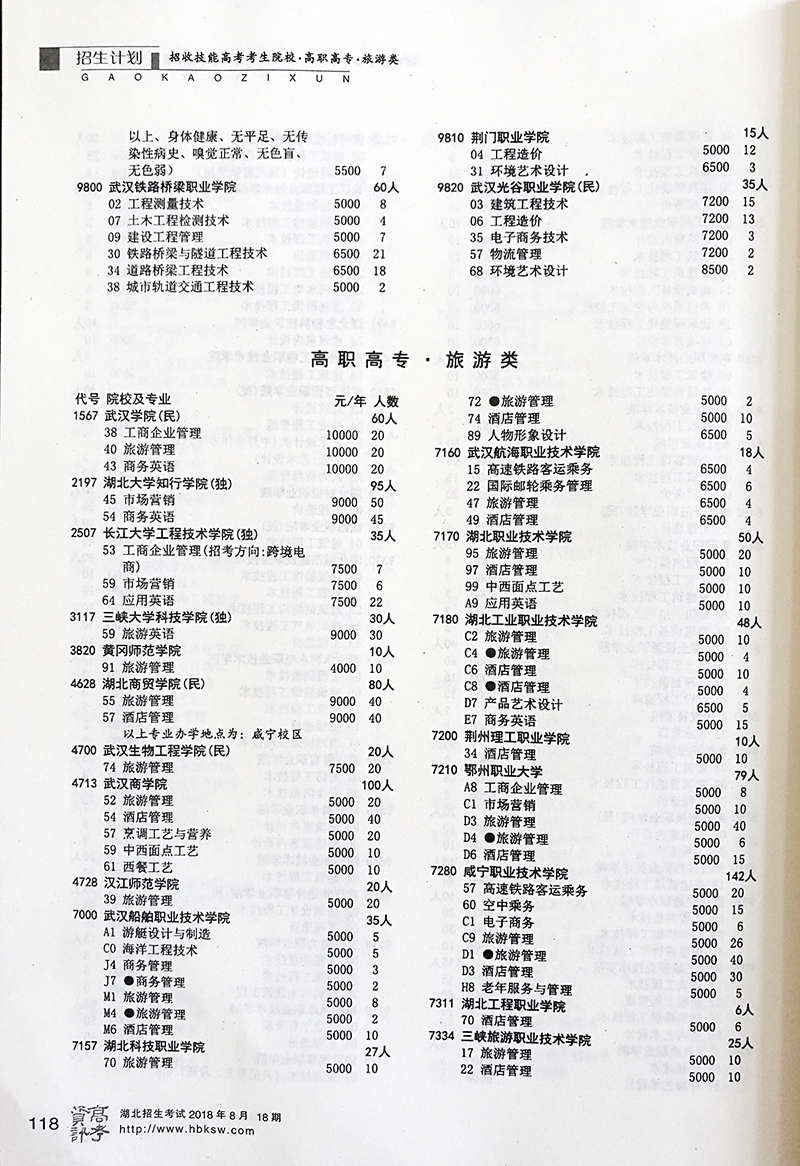 招生计划 招收技能高考考生院校·高职高专·旅游类
GAOKAOZIXUN
以上、身体健康、无平足、无传
染性病史、嗅觉正常、无色盲、
无色弱) 5500 7
9800 武汉铁路桥梁职业学院 60人
02 工程测量技术 5000 8
07 土木工程检测技术 5000 4
09 建设工程管理 5000 7
30 铁路桥梁与隧道工程技术 6500 21
34 道路桥梁工程技术 6500 18
38 城市轨道交通工程技术 5000 2
9810 荆门职业学院 15人
04 工程造价 5000 12
31 环境艺术设计 6500 3
9820 武汉光谷职业学院(民) 35人
03 建筑工程技术 7200 15
06 工程造价 7200 13
35 电子商务技术 7200 3
57 物流管理 7200 2
68 环境艺术设计 8500 2
高职高专·旅游类
代号 院校及专业 元/年 人数
1567 武汉学院(民) 60人
38 工商企业管理 10000 20
40 旅游管理 10000 20
43 商务英语 10000 20
2197 湖北大学知行学院(独) 95人
45 市场营销 9000 50
54 商务英语 9000 45
2507 长江大学工程技术学院(独) 35人
53 工商企业管理(招考方向:跨境电
商) 7500 7
59 市场营销 7500 6
64 应用英语 7500 22
3117 三峡大学科技学院(独) 30人
59 旅游英语 9000 30
3820 黄冈师范学院 10人
91 旅游管理 4000 10
4628 湖北商贸学院(民) 80人
55 旅游管理 9000 40
57 酒店管理 9000 40
以上专业办学地点为：咸宁校区
4700 武汉生物工程学院(民) 20人
74 旅游管理 7500 20
4713 武汉商学院 100人
52 旅游管理 5000 20
54 酒店管理 5000 40
57 烹调工艺与营养 5000 20
59 中西面点工艺 5000 10
61 西餐工艺 5000 10
4728 汉江师范学院 20人
39 旅游管理 5000 20
7000 武汉船舶职业技术学院 35人
A1 游艇设计与制造 5000 5
C0 海洋工程技术 5000 5
J4 商务管理 5000 3
J7 ●商务管理 5000 2
M1 旅游管理 5000 8
M4 ●旅游管理 5000 2
M6 酒店管理 5000 10
7157 湖北科技职业学院 27人
70 旅游管理 5000 10
72 ●旅游管理 5000 2
74 酒店管理 5000 10
89 人物形象设计 6500 5
7160 武汉航海职业技术学院 18人
15 高速铁路客运乘务 6500 4
22 国际邮轮乘务管理 6500 6
47 旅游管理 6500 4
49 酒店管理 6500 4
7170 湖北职业技术学院 50人
95 旅游管理 5000 20
97 酒店管理 5000 10
99 中西面点工艺 5000 10
A9 应用英语 5000 10
7180 湖北工业职业技术学院 48人
C2 旅游管理 5000 10
C4 ●旅游管理 5000 4
C6 酒店管理 5000 10
C8 ●酒店管理 5000 4
D7 产品艺术设计 6500 5
E7 商务英语 5000 15
7200 荆州理工职业学院 10人
34 酒店管理 5000 10
7210 鄂州职业大学 79人
A8 工商企业管理 5000 8
C1 市场营销 5000 10
D3 旅游管理 5000 40
D4 ●旅游管理 5000 6
D6 酒店管理 5000 15
7280 咸宁职业技术学院 142人
57 高速铁路客运乘务 5000 20
60 空中乘务 5000 15
C1 电子商务 5000 6
C9 旅游管理 5000 26
D1 ●旅游管理 5000 40
D3 酒店管理 5000 30
H8 老年服务与管理 5000 5
7311 湖北工程职业学院 6人
70 酒店管理 5000 6
7334 三峡旅游职业技术学院 25人
17 旅游管理 5000 10
22 酒店管理 5000 10
118 高考資訊 湖北招生考试 2018年8月 18期
http://www.hbksw.com